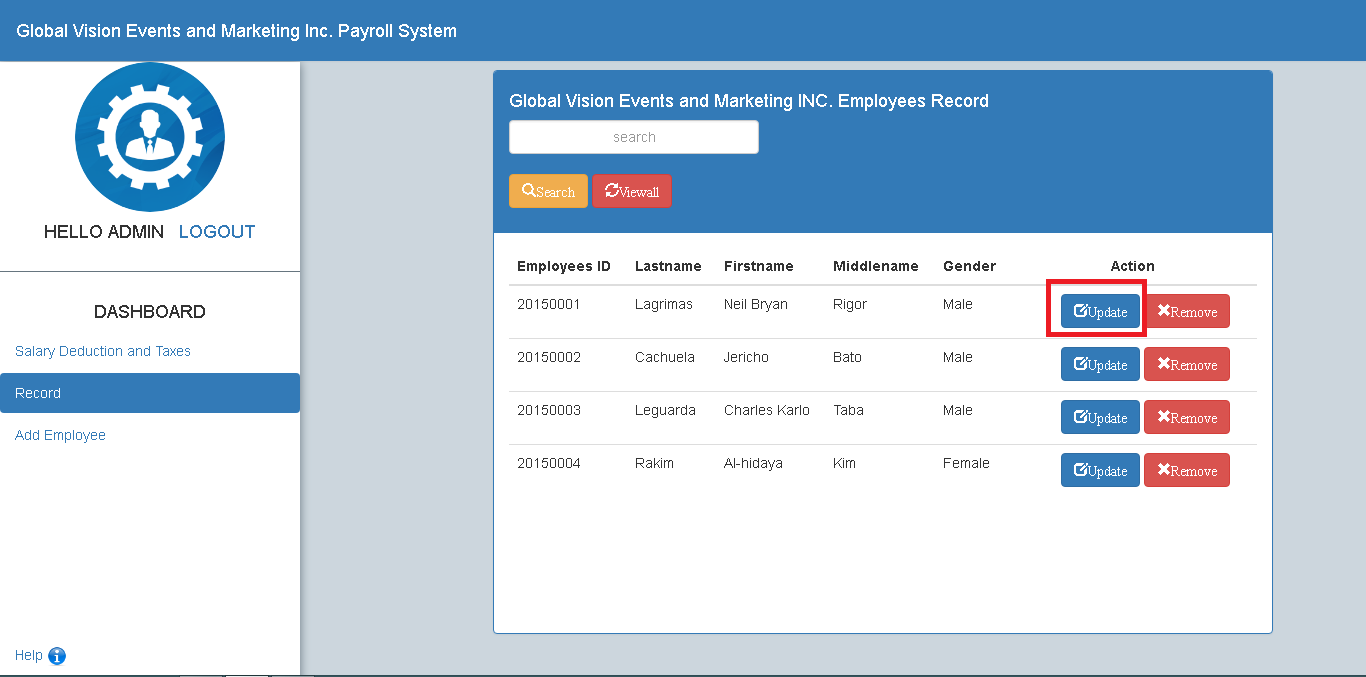 Global Vision Events and Marketing Inc. Payroll System
HELLO ADMIN LOGOUT
DASHBOARD
Salary Deduction and Taxes
Record
Add Employee
Help
Global Vision Events and Marketing INC. Employees Record
search
Search Viewall
Employees ID Lastname Firstname Middlename Gender Action
20150001 Lagrimas Neil Bryan Rigor Male Update Remove
20150002 Cachuela Jericho Bato Male Update Remove
20150003 Leguarda Charles Karlo Taba Male Update Remove
20150004 Rakim Al-hidaya Kim Female Update Remove